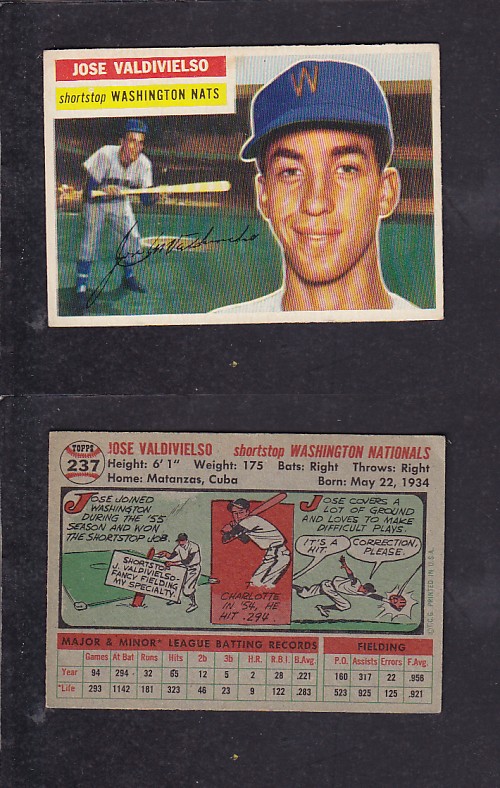 JOSE VALDIVIELSO
shortstop WASHINGTON NATS
W
Jose Valdivielso
TOPPS
237
JOSE VALDIVIELSO shortstop WASHINGTON NATIONALS
Height: 6' 1" Weight: 175 Bats: Right Throws: Right
Home: Matanzas, Cuba Born: May 22, 1934
JOSE JOINED
WASHINGTON
DURING THE '55
SEASON AND WON
THE SHORTSTOP JOB.
SHORTSTOP
J. VALDIVIELSO-
FANCY FIELDING
MY SPECIALTY.
CHARLOTTE
IN '54, HE
HIT .294
JOSE COVERS A
LOT OF GROUND
AND LOVES TO MAKE
DIFFICULT PLAYS.
IT'S A
HIT.
CORRECTION,
PLEASE.
©T.C.G. PRINTED IN U.S.A.
MAJOR & MINOR* LEAGUE BATTING RECORDS FIELDING
Games At Bat Runs Hits 2b 3b H.R. R.B.I. B.Avg. P.O. Assists Errors F.Avg.
Year 94 294 32 65 12 5 2 28 .221 160 317 22 .956
*Life 293 1142 181 323 46 23 9 122 .283 523 925 125 .921